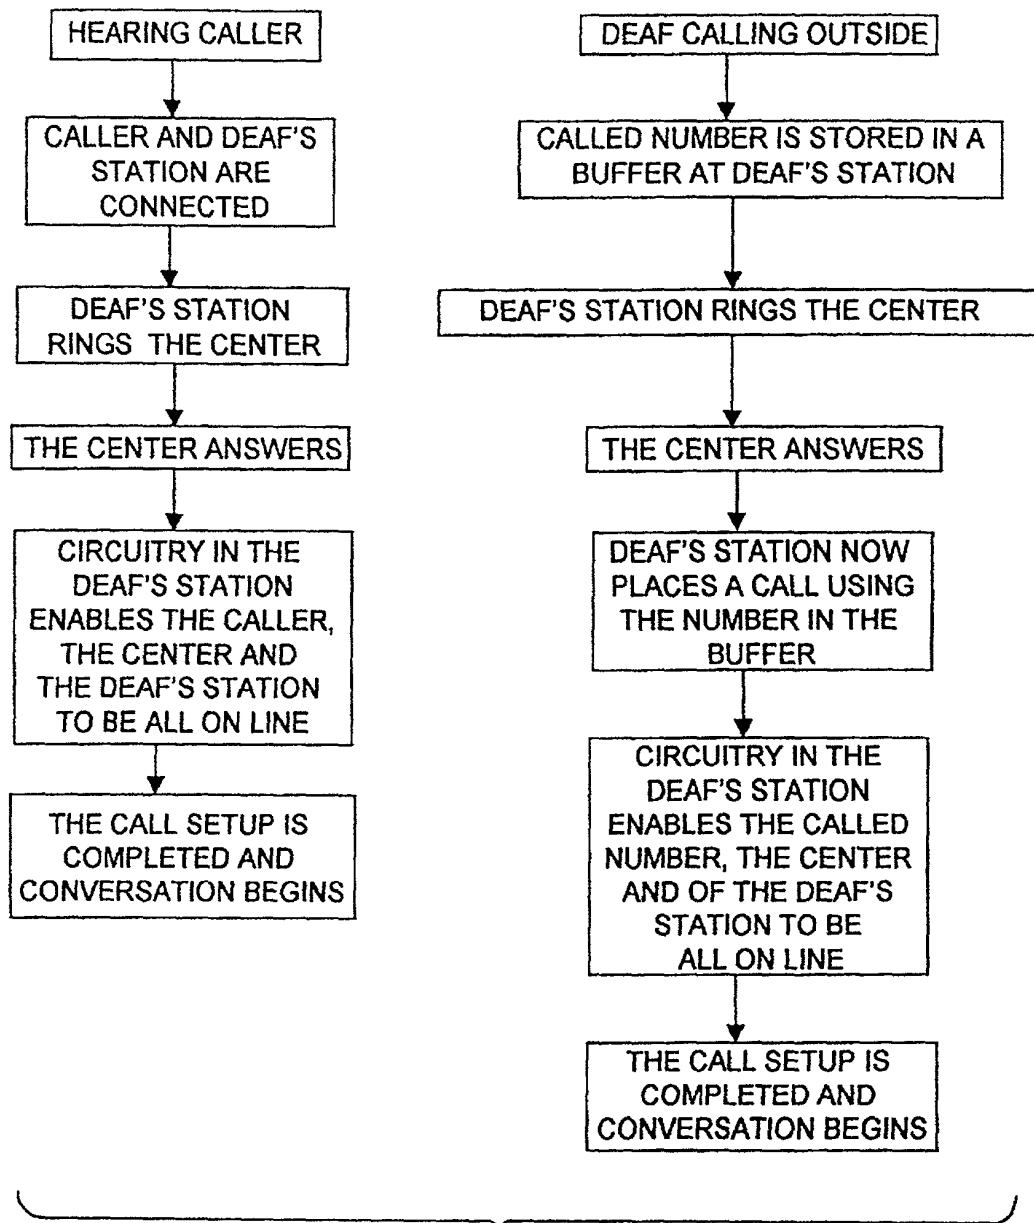 HEARING CALLER
CALLER AND DEAF'S
STATION ARE
CONNECTED
DEAF'S STATION
RINGS THE CENTER
THE CENTER ANSWERS
CIRCUITRY IN THE
DEAF'S STATION
ENABLES THE CALLER,
THE CENTER AND
THE DEAF'S STATION
TO BE ALL ON LINE
THE CALL SETUP IS
COMPLETED AND
CONVERSATION BEGINS
DEAF CALLING OUTSIDE
CALLED NUMBER IS STORED IN A
BUFFER AT DEAF'S STATION
DEAF'S STATION RINGS THE CENTER
THE CENTER ANSWERS
DEAF'S STATION NOW
PLACES A CALL USING
THE NUMBER IN THE
BUFFER
CIRCUITRY IN THE
DEAF'S STATION
ENABLES THE CALLED
NUMBER, THE CENTER
AND OF THE DEAF'S
STATION TO BE
ALL ON LINE
THE CALL SETUP IS
COMPLETED AND
CONVERSATION BEGINS